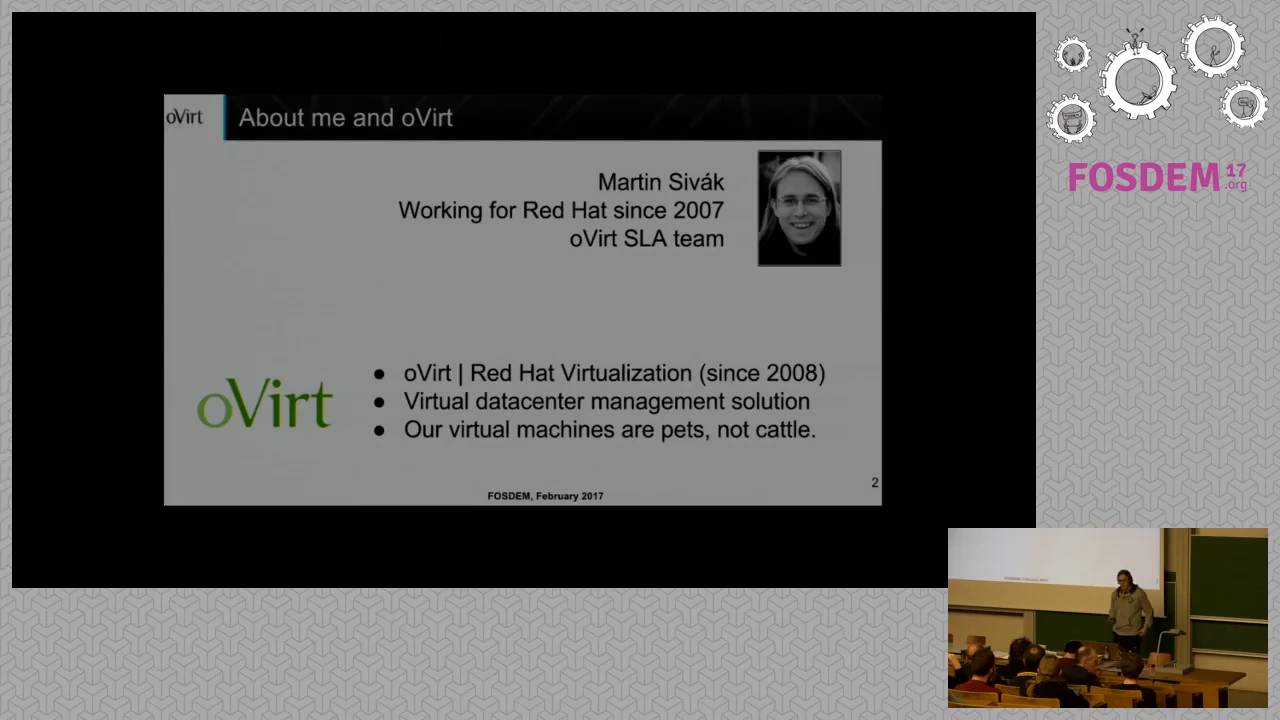 oVirt
About me and oVirt
Martin Sivák
Working for Red Hat since 2007
oVirt SLA team
oVirt
● oVirt | Red Hat Virtualization (since 2008)
● Virtual datacenter management solution
● Our virtual machines are pets, not cattle.
2
FOSDEM, February 2017
FOSDEM 17
.org